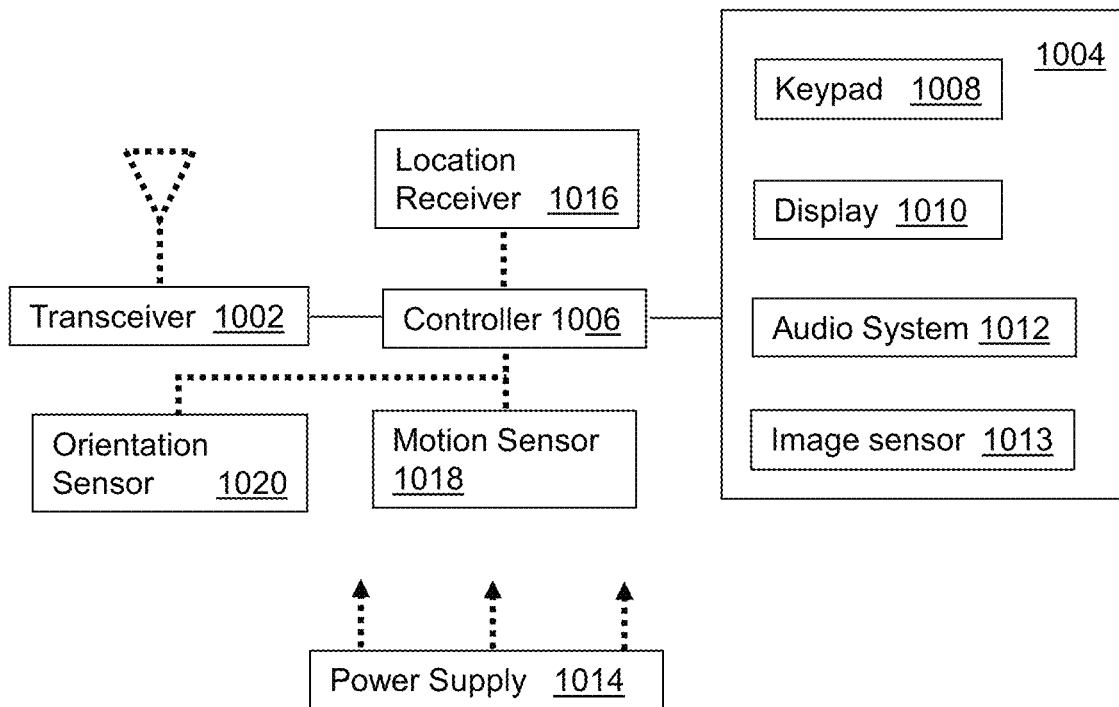 1004
Keypad 1008
Display 1010
Audio System 1012
Image sensor 1013
Location
Receiver 1016
Transceiver 1002
Controller 1006
Orientation
Sensor 1020
Motion Sensor
1018
Power Supply 1014